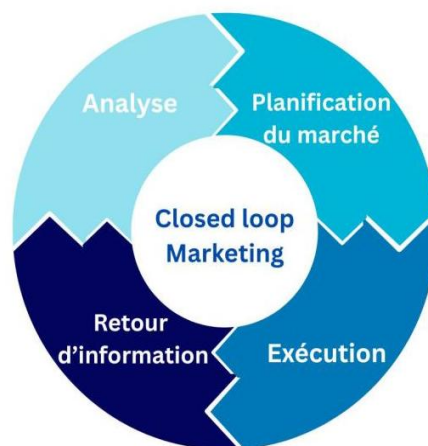 Analyse
Planification
du marché
Closed loop
Marketing
Retour
d'information
Exécution